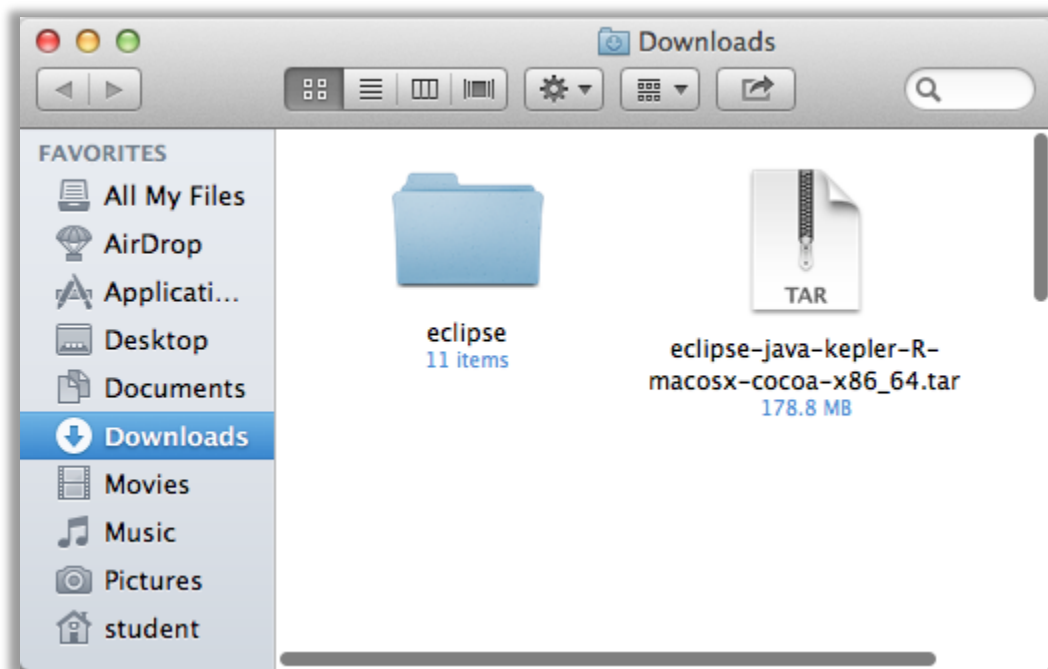 Downloads
FAVORITES
All My Files
AirDrop
Applicati...
Desktop
Documents
Downloads
Movies
Music
Pictures
student
eclipse
11 items
TAR
eclipse-java-kepler-R-
macosx-cocoa-x86_64.tar
178.8 MB